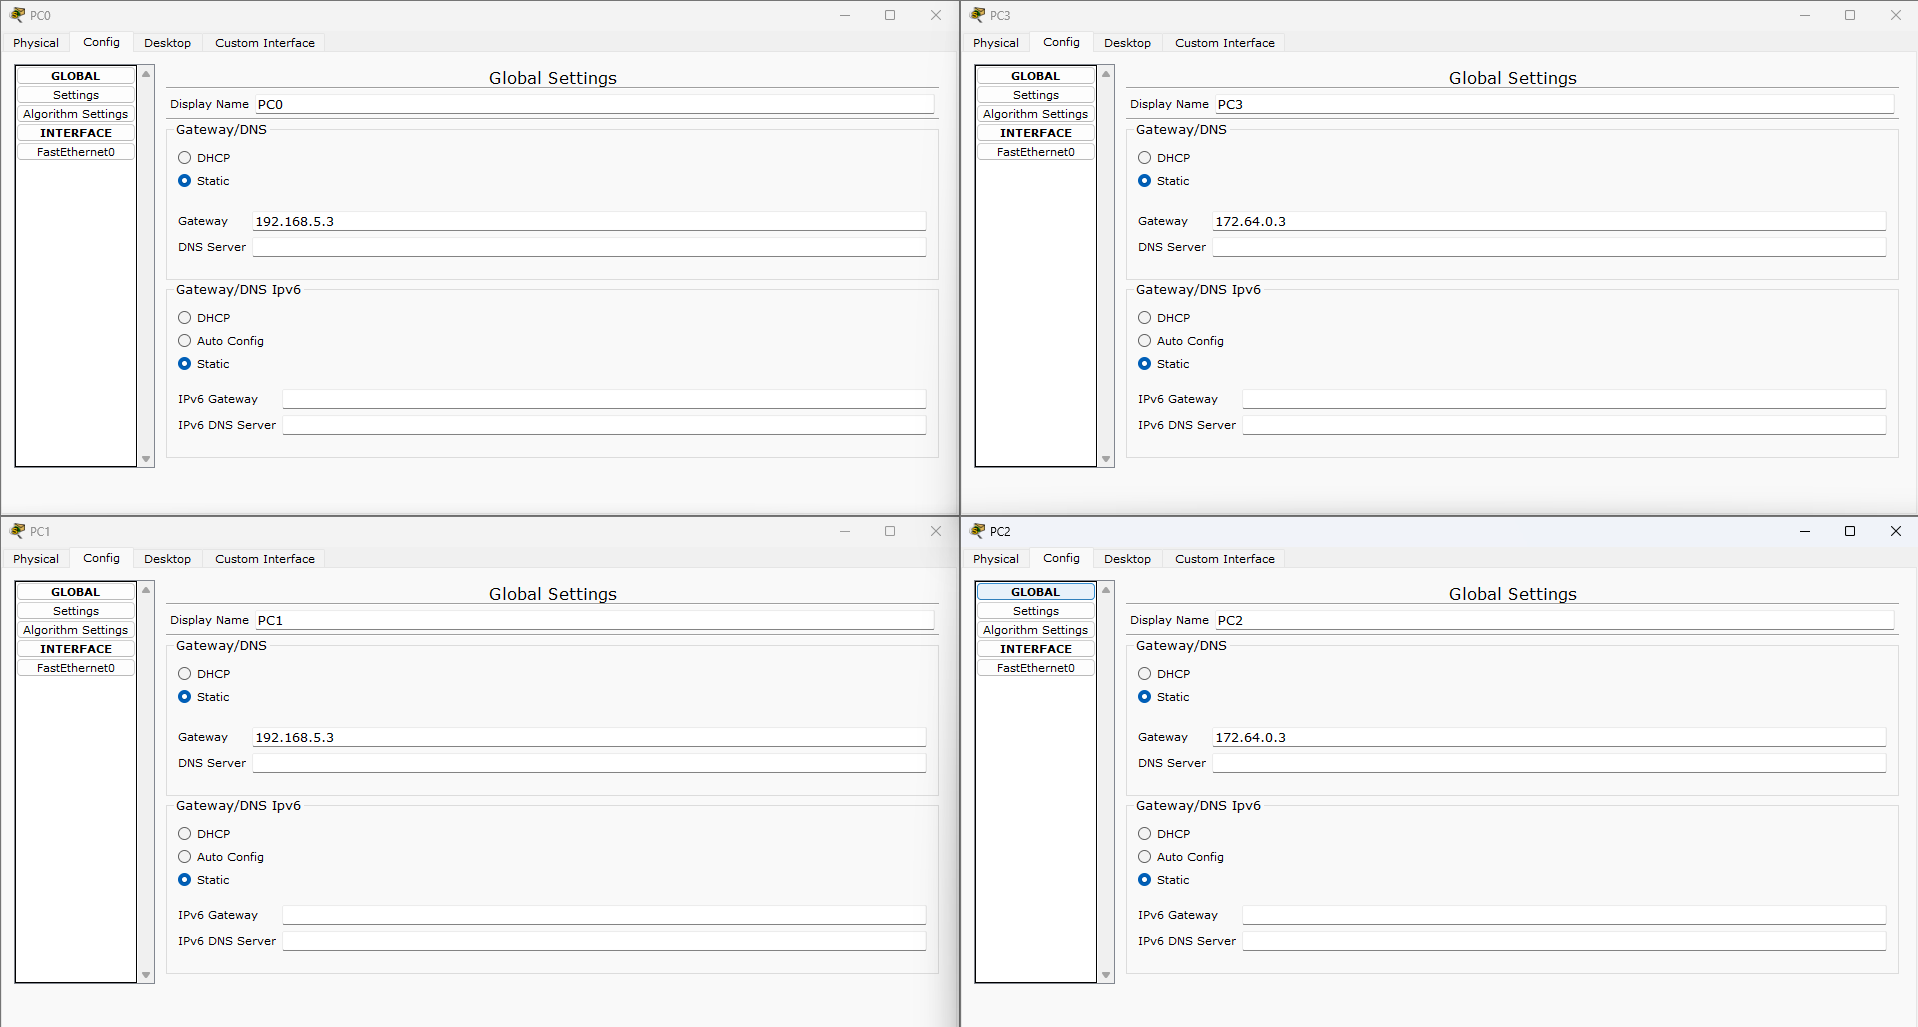 PC0
Physical Config Desktop Custom Interface
GLOBAL
Settings
Algorithm Settings
INTERFACE
FastEthernet0
Global Settings
Display Name PC0
Gateway/DNS
DHCP
Static
Gateway 192.168.5.3
DNS Server
Gateway/DNS Ipv6
DHCP
Auto Config
Static
IPv6 Gateway
IPv6 DNS Server
PC3
Physical Config Desktop Custom Interface
GLOBAL
Settings
Algorithm Settings
INTERFACE
FastEthernet0
Global Settings
Display Name PC3
Gateway/DNS
DHCP
Static
Gateway 172.64.0.3
DNS Server
Gateway/DNS Ipv6
DHCP
Auto Config
Static
IPv6 Gateway
IPv6 DNS Server
PC1
Physical Config Desktop Custom Interface
GLOBAL
Settings
Algorithm Settings
INTERFACE
FastEthernet0
Global Settings
Display Name PC1
Gateway/DNS
DHCP
Static
Gateway 192.168.5.3
DNS Server
Gateway/DNS Ipv6
DHCP
Auto Config
Static
IPv6 Gateway
IPv6 DNS Server
PC2
Physical Config Desktop Custom Interface
GLOBAL
Settings
Algorithm Settings
INTERFACE
FastEthernet0
Global Settings
Display Name PC2
Gateway/DNS
DHCP
Static
Gateway 172.64.0.3
DNS Server
Gateway/DNS Ipv6
DHCP
Auto Config
Static
IPv6 Gateway
IPv6 DNS Server